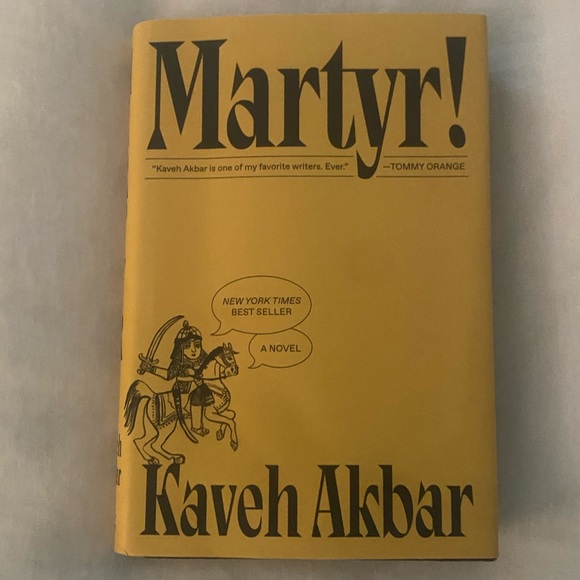 Martyr!
"Kaveh Akbar is one of my favorite writers. Ever." —TOMMY ORANGE
NEW YORK TIMES
BEST SELLER
A NOVEL
Kaveh Akbar